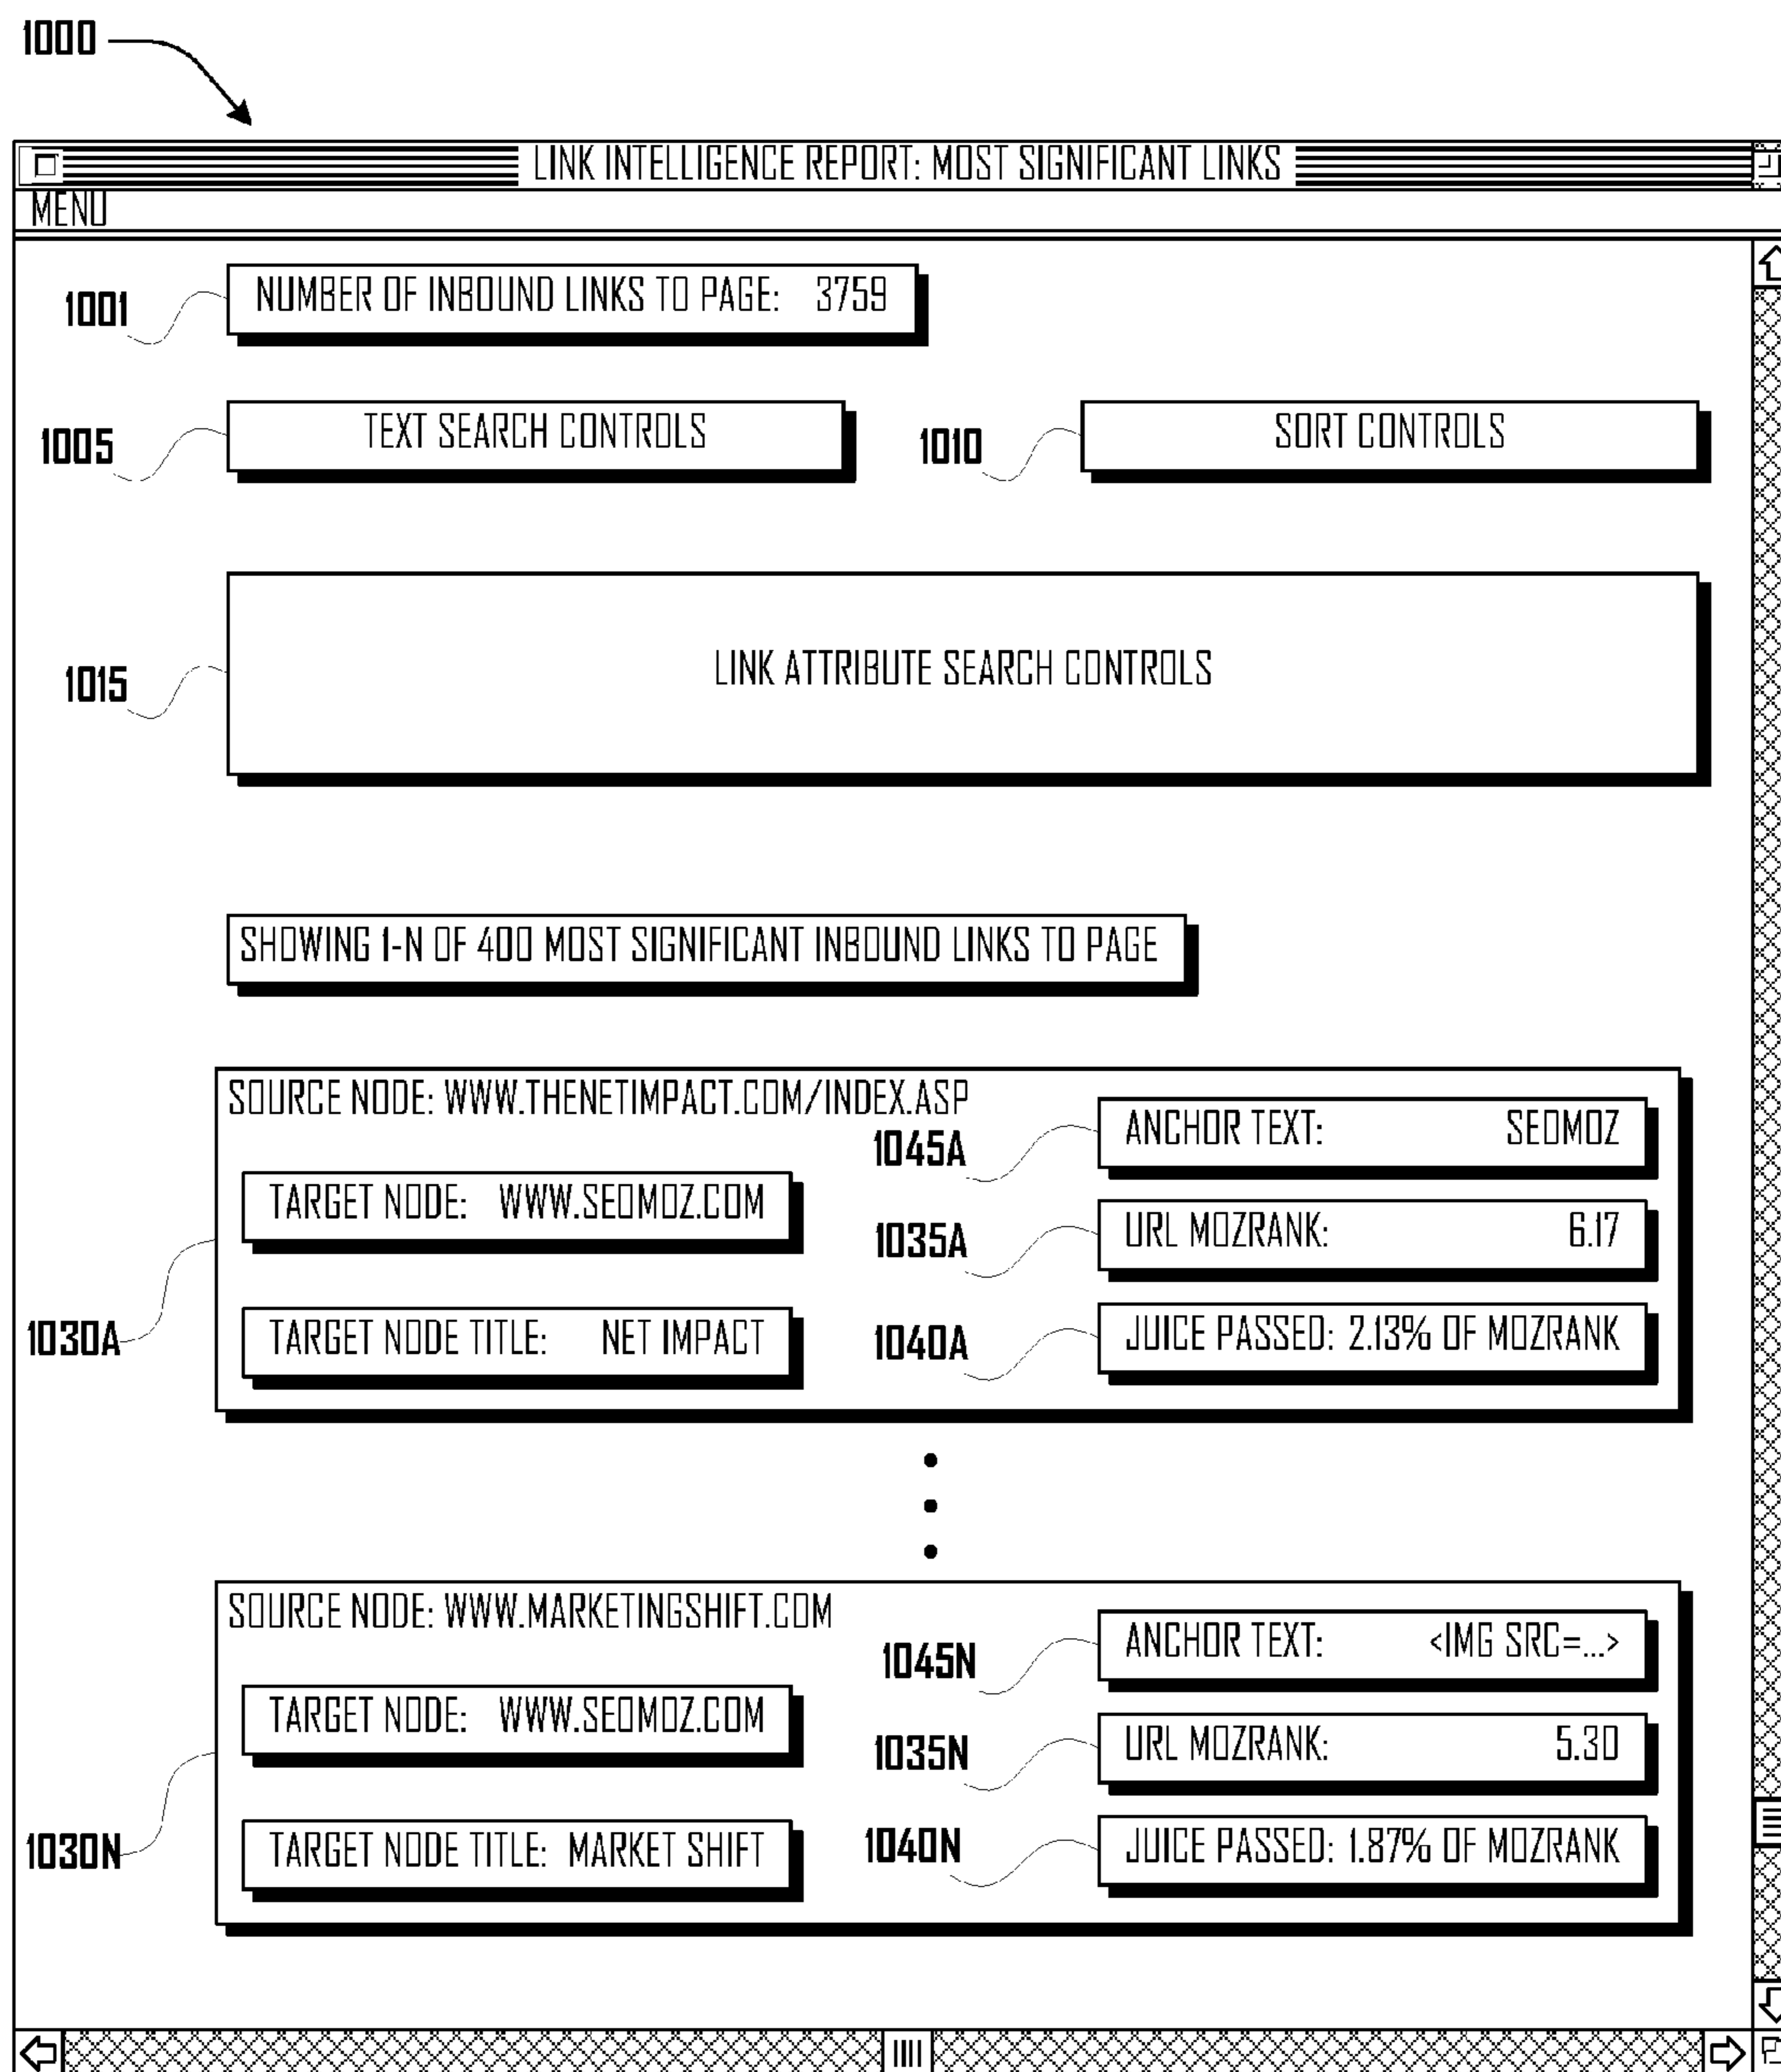 1000
LINK INTELLIGENCE REPORT: MOST SIGNIFICANT LINKS
MENU
1001 NUMBER OF INBOUND LINKS TO PAGE: 3759
1005 TEXT SEARCH CONTROLS 1010 SORT CONTROLS
1015 LINK ATTRIBUTE SEARCH CONTROLS
SHOWING 1-N OF 400 MOST SIGNIFICANT INBOUND LINKS TO PAGE
SOURCE NODE: WWW.THENETIMPACT.COM/INDEX.ASP
1045A ANCHOR TEXT: SEOMOZ
TARGET NODE: WWW.SEOMOZ.COM
1035A URL MOZRANK: 6.17
1030A TARGET NODE TITLE: NET IMPACT
1040A JUICE PASSED: 2.13% OF MOZRANK
SOURCE NODE: WWW.MARKETINGSHIFT.COM
1045N ANCHOR TEXT: <IMG SRC=...>
TARGET NODE: WWW.SEOMOZ.COM
1035N URL MOZRANK: 5.30
1030N TARGET NODE TITLE: MARKET SHIFT
1040N JUICE PASSED: 1.87% OF MOZRANK